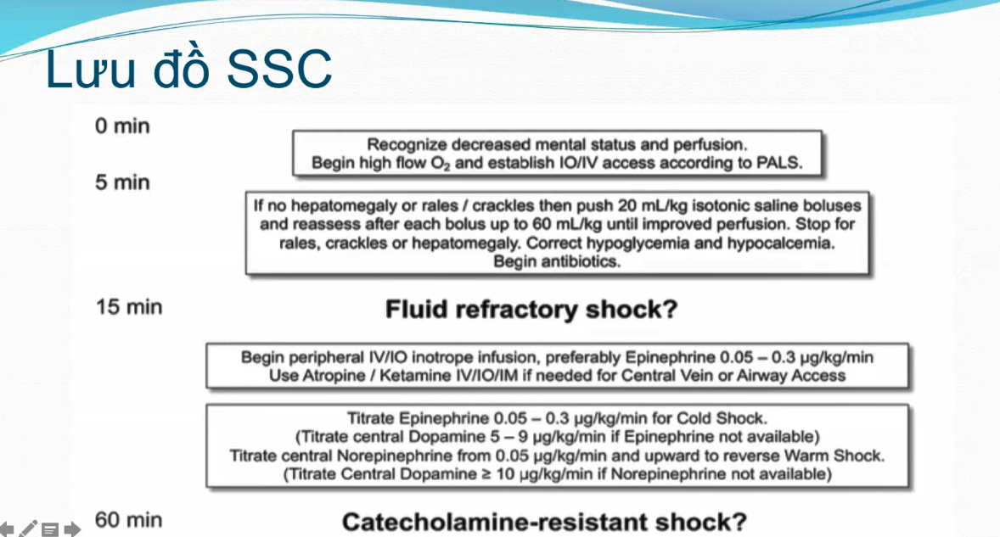 Lưu đồ SSC
0 min
Recognize decreased mental status and perfusion.
Begin high flow O₂ and establish IO/IV access according to PALS.
5 min
If no hepatomegaly or rales / crackles then push 20 mL/kg isotonic saline boluses
and reassess after each bolus up to 60 mL/kg until improved perfusion. Stop for
rales, crackles or hepatomegaly. Correct hypoglycemia and hypocalcemia.
Begin antibiotics.
15 min
Fluid refractory shock?
Begin peripheral IV/IO inotrope infusion, preferably Epinephrine 0.05 – 0.3 µg/kg/min
Use Atropine / Ketamine IV/IO/IM if needed for Central Vein or Airway Access
Titrate Epinephrine 0.05 – 0.3 µg/kg/min for Cold Shock.
(Titrate central Dopamine 5 – 9 µg/kg/min if Epinephrine not available)
Titrate central Norepinephrine from 0.05 µg/kg/min and upward to reverse Warm Shock.
(Titrate Central Dopamine ≥ 10 µg/kg/min if Norepinephrine not available)
60 min
Catecholamine-resistant shock?